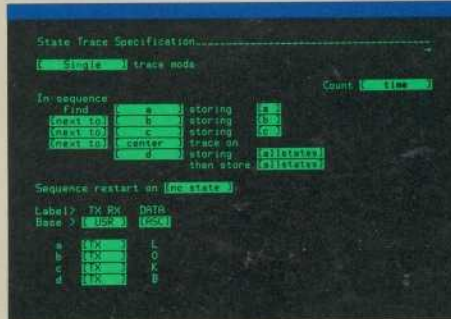 State Trace Specification
[ Single ] trace mode
Count [ time ]
In-sequence
find [ a ] storing [a ]
[next to] [ b ] storing [b ]
[next to] [ c ] storing [c ]
[next to] [ center ] trace on
[ d ] storing [allstates]
then store [allstates]
Sequence restart on [no state ]
Label> TX RX DATA
Base > [ USR ] [ASC]
a [TX ] L
b [TX ] O
c [TX ] K
d [TX ] B